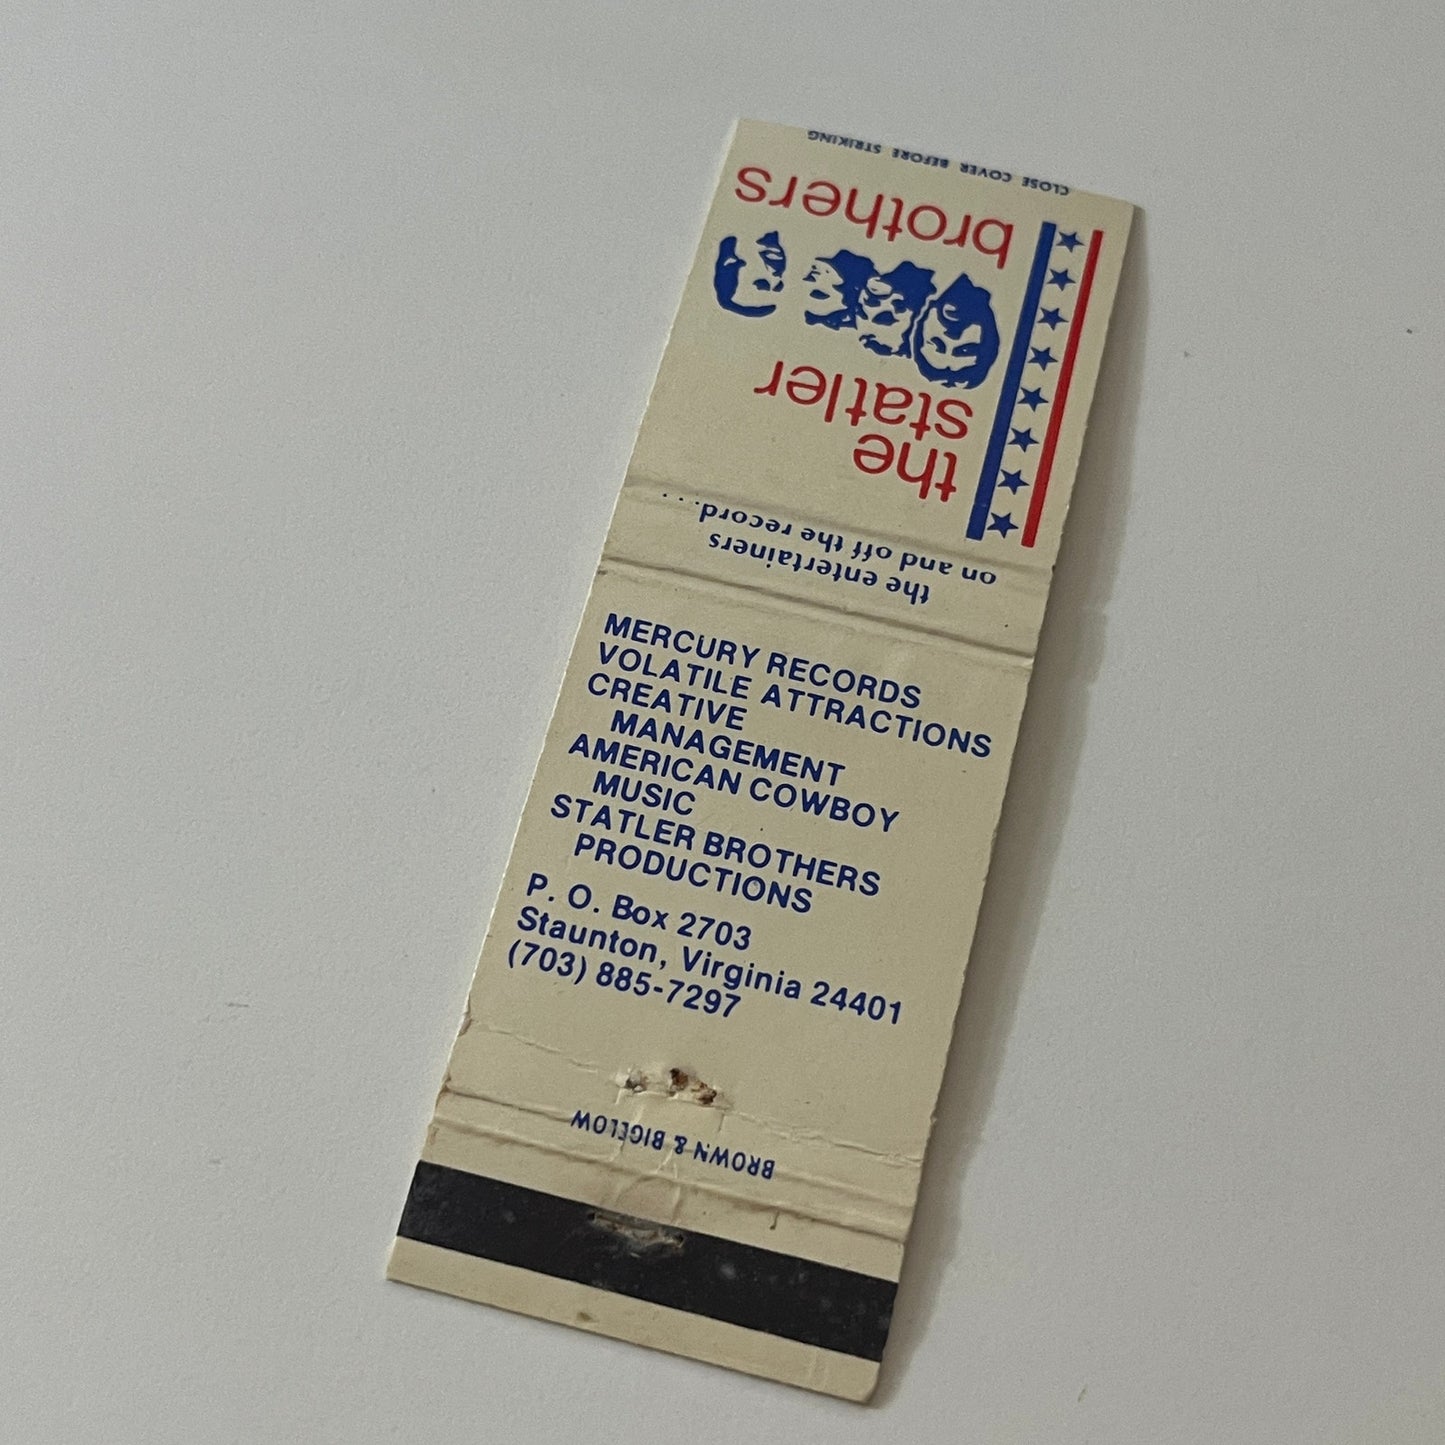 CLOSE COVER BEFORE STRIKING
the
statler
brothers
the entertainers
on and off the record...
MERCURY RECORDS
VOLATILE ATTRACTIONS
CREATIVE
MANAGEMENT
AMERICAN COWBOY
MUSIC
STATLER BROTHERS
PRODUCTIONS
P. O. Box 2703
Staunton, Virginia 24401
(703) 885-7297
BROWN & BIGELOW